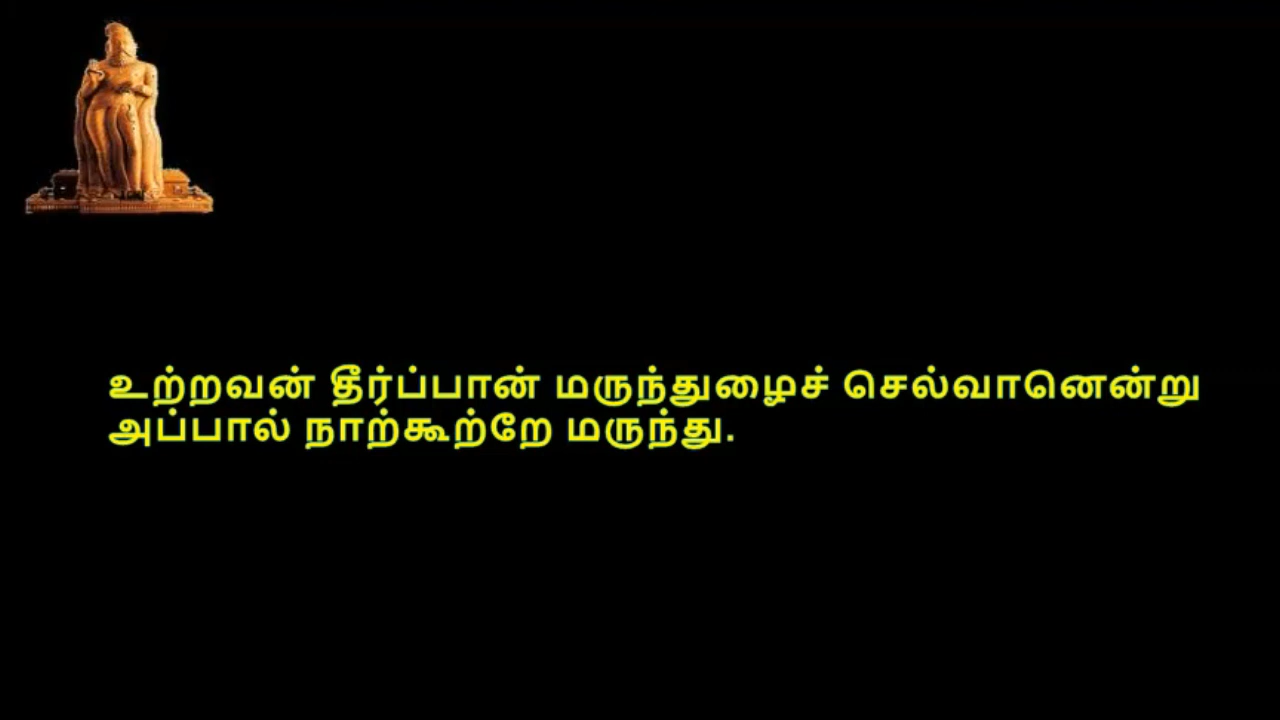 உற்றவன் தீர்ப்பான் மருந்துழைச் செல்வானென்று
அப்பால் நாற்கூற்றே மருந்து.